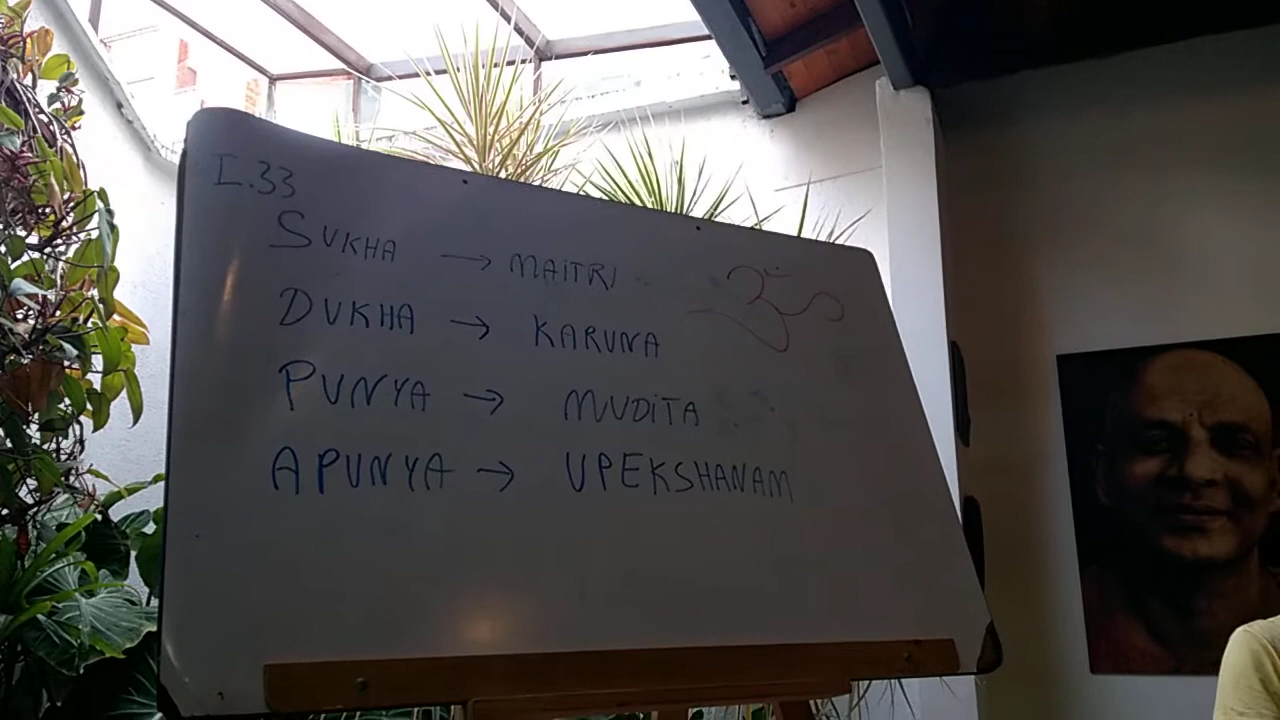 I.33
SUKHA → MAITRI
DUKHA → KARUNA
PUNYA → MUDITA
APUNYA → UPEKSHANAM
ॐ